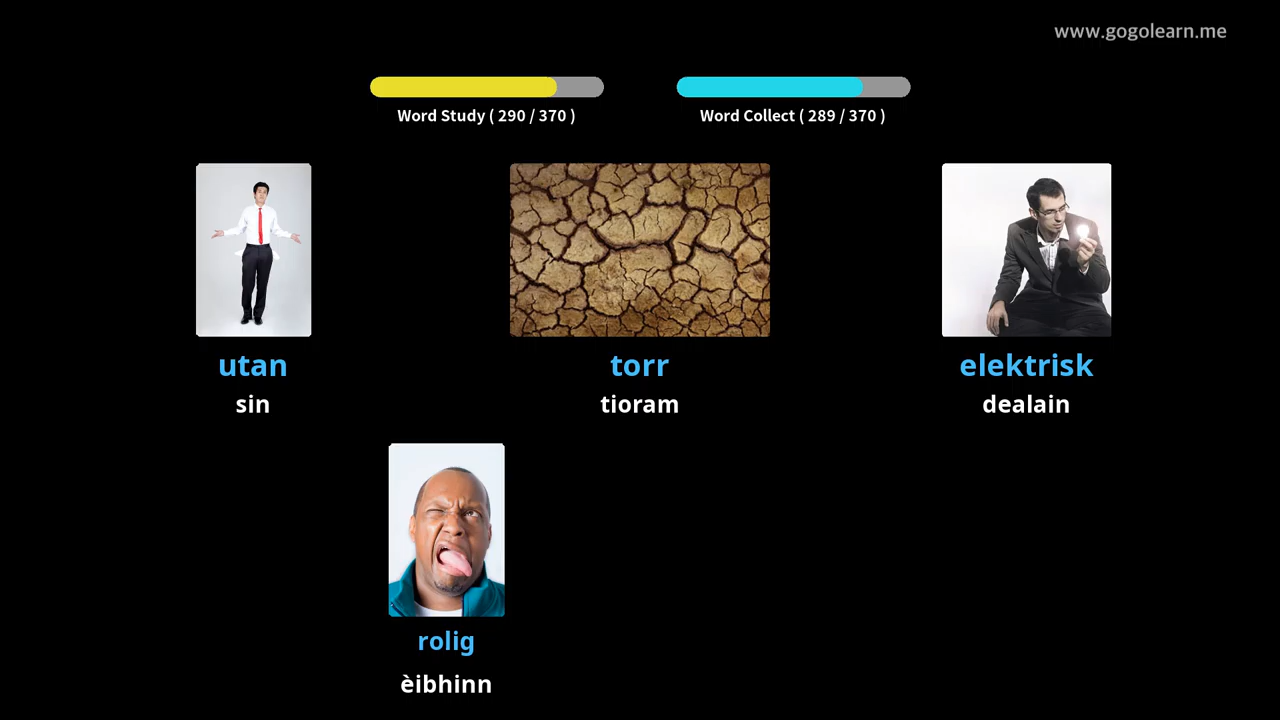 www.gogolearn.me
Word Study ( 290 / 370 )
Word Collect ( 289 / 370 )
utan
torr
elektrisk
sin
tioram
dealain
rolig
èibhinn